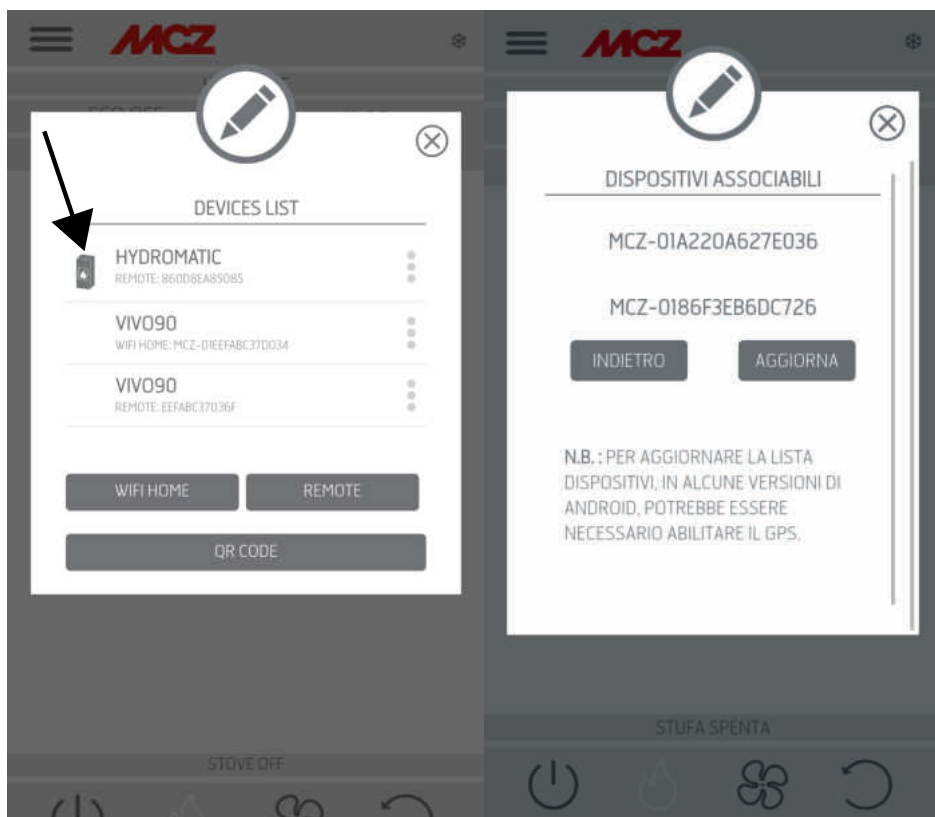 MCZ
DEVICES LIST
HYDROMATIC
REMOTE: 860D8EA85085
VIVO90
WIFI HOME: MCZ-01EEFABC37D034
VIVO90
REMOTE: EEFABC37036F
WIFI HOME
REMOTE
QR CODE
STOVE OFF
MCZ
DISPOSITIVI ASSOCIABILI
MCZ-01A220A627E036
MCZ-0186F3EB6DC726
INDIETRO
AGGIORNA
N.B. : PER AGGIORNARE LA LISTA
DISPOSITIVI, IN ALCUNE VERSIONI DI
ANDROID, POTREBBE ESSERE
NECESSARIO ABILITARE IL GPS.
STUFA SPENTA